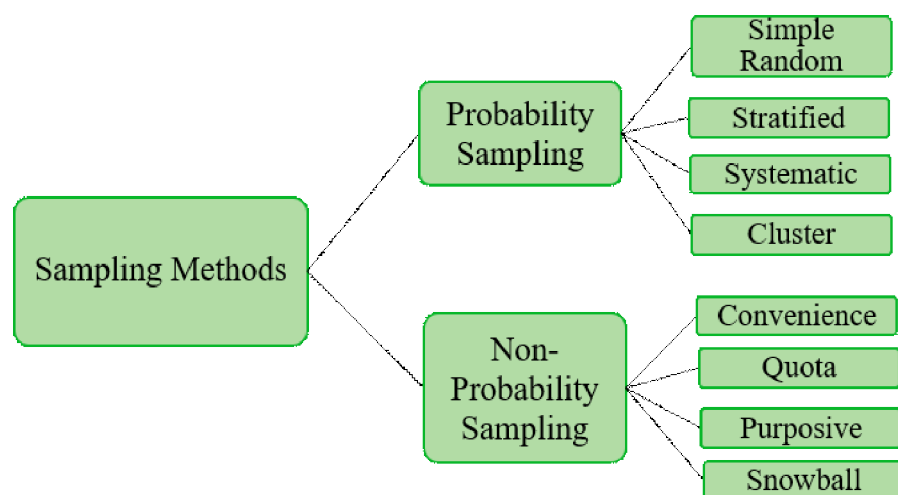 Sampling Methods
Probability
Sampling
Simple
Random
Stratified
Systematic
Cluster
Non-
Probability
Sampling
Convenience
Quota
Purposive
Snowball